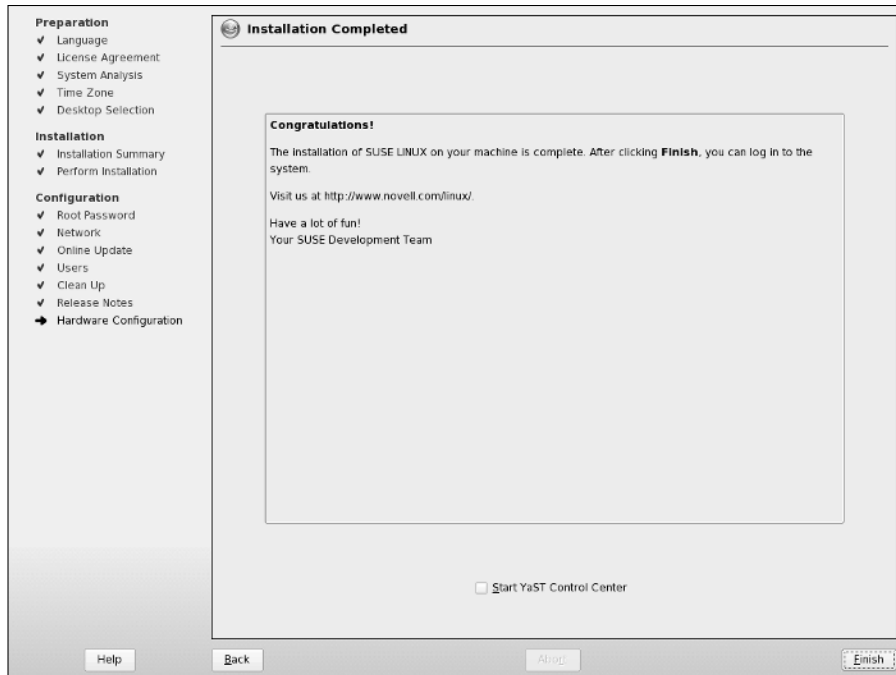 Preparation
Language
License Agreement
System Analysis
Time Zone
Desktop Selection
Installation
Installation Summary
Perform Installation
Configuration
Root Password
Network
Online Update
Users
Clean Up
Release Notes
Hardware Configuration
Installation Completed
Congratulations!
The installation of SUSE LINUX on your machine is complete. After clicking Finish, you can log in to the
system.
Visit us at http://www.novell.com/linux/.
Have a lot of fun!
Your SUSE Development Team
Start YaST Control Center
Help
Back
Abort
Finish